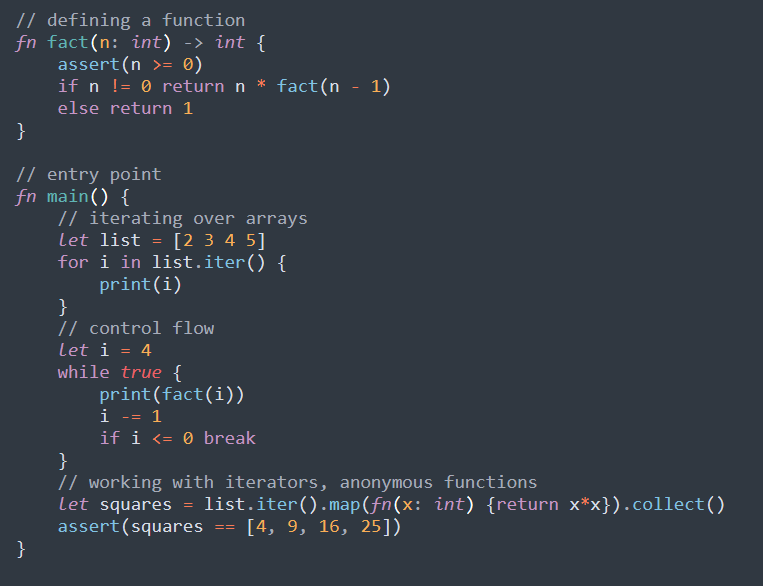 // defining a function
fn fact(n: int) -> int {
    assert(n >= 0)
    if n != 0 return n * fact(n - 1)
    else return 1
}

// entry point
fn main() {
    // iterating over arrays
    let list = [2 3 4 5]
    for i in list.iter() {
        print(i)
    }
    // control flow
    let i = 4
    while true {
        print(fact(i))
        i -= 1
        if i <= 0 break
    }
    // working with iterators, anonymous functions
    let squares = list.iter().map(fn(x: int) {return x*x}).collect()
    assert(squares == [4, 9, 16, 25])
}